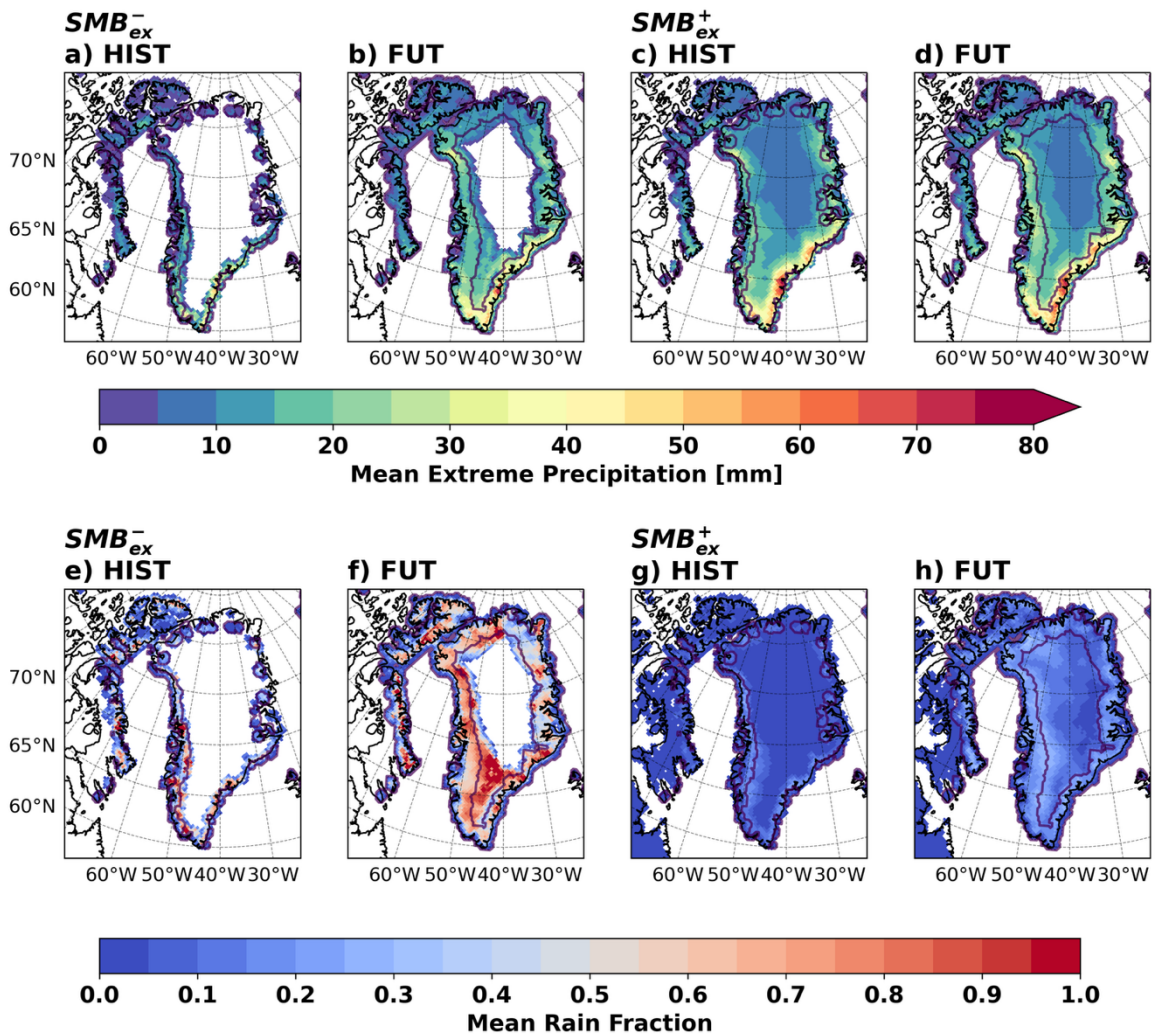 SMB⁻ₑₓ SMB⁺ₑₓ
a) HIST b) FUT c) HIST d) FUT
70°N
65°N
60°N
60°W 50°W 40°W 30°W 60°W 50°W 40°W 30°W 60°W 50°W 40°W 30°W 60°W 50°W 40°W 30°W
0 10 20 30 40 50 60 70 80
Mean Extreme Precipitation [mm]
SMB⁻ₑₓ SMB⁺ₑₓ
e) HIST f) FUT g) HIST h) FUT
70°N
65°N
60°N
60°W 50°W 40°W 30°W 60°W 50°W 40°W 30°W 60°W 50°W 40°W 30°W 60°W 50°W 40°W 30°W
0.0 0.1 0.2 0.3 0.4 0.5 0.6 0.7 0.8 0.9 1.0
Mean Rain Fraction